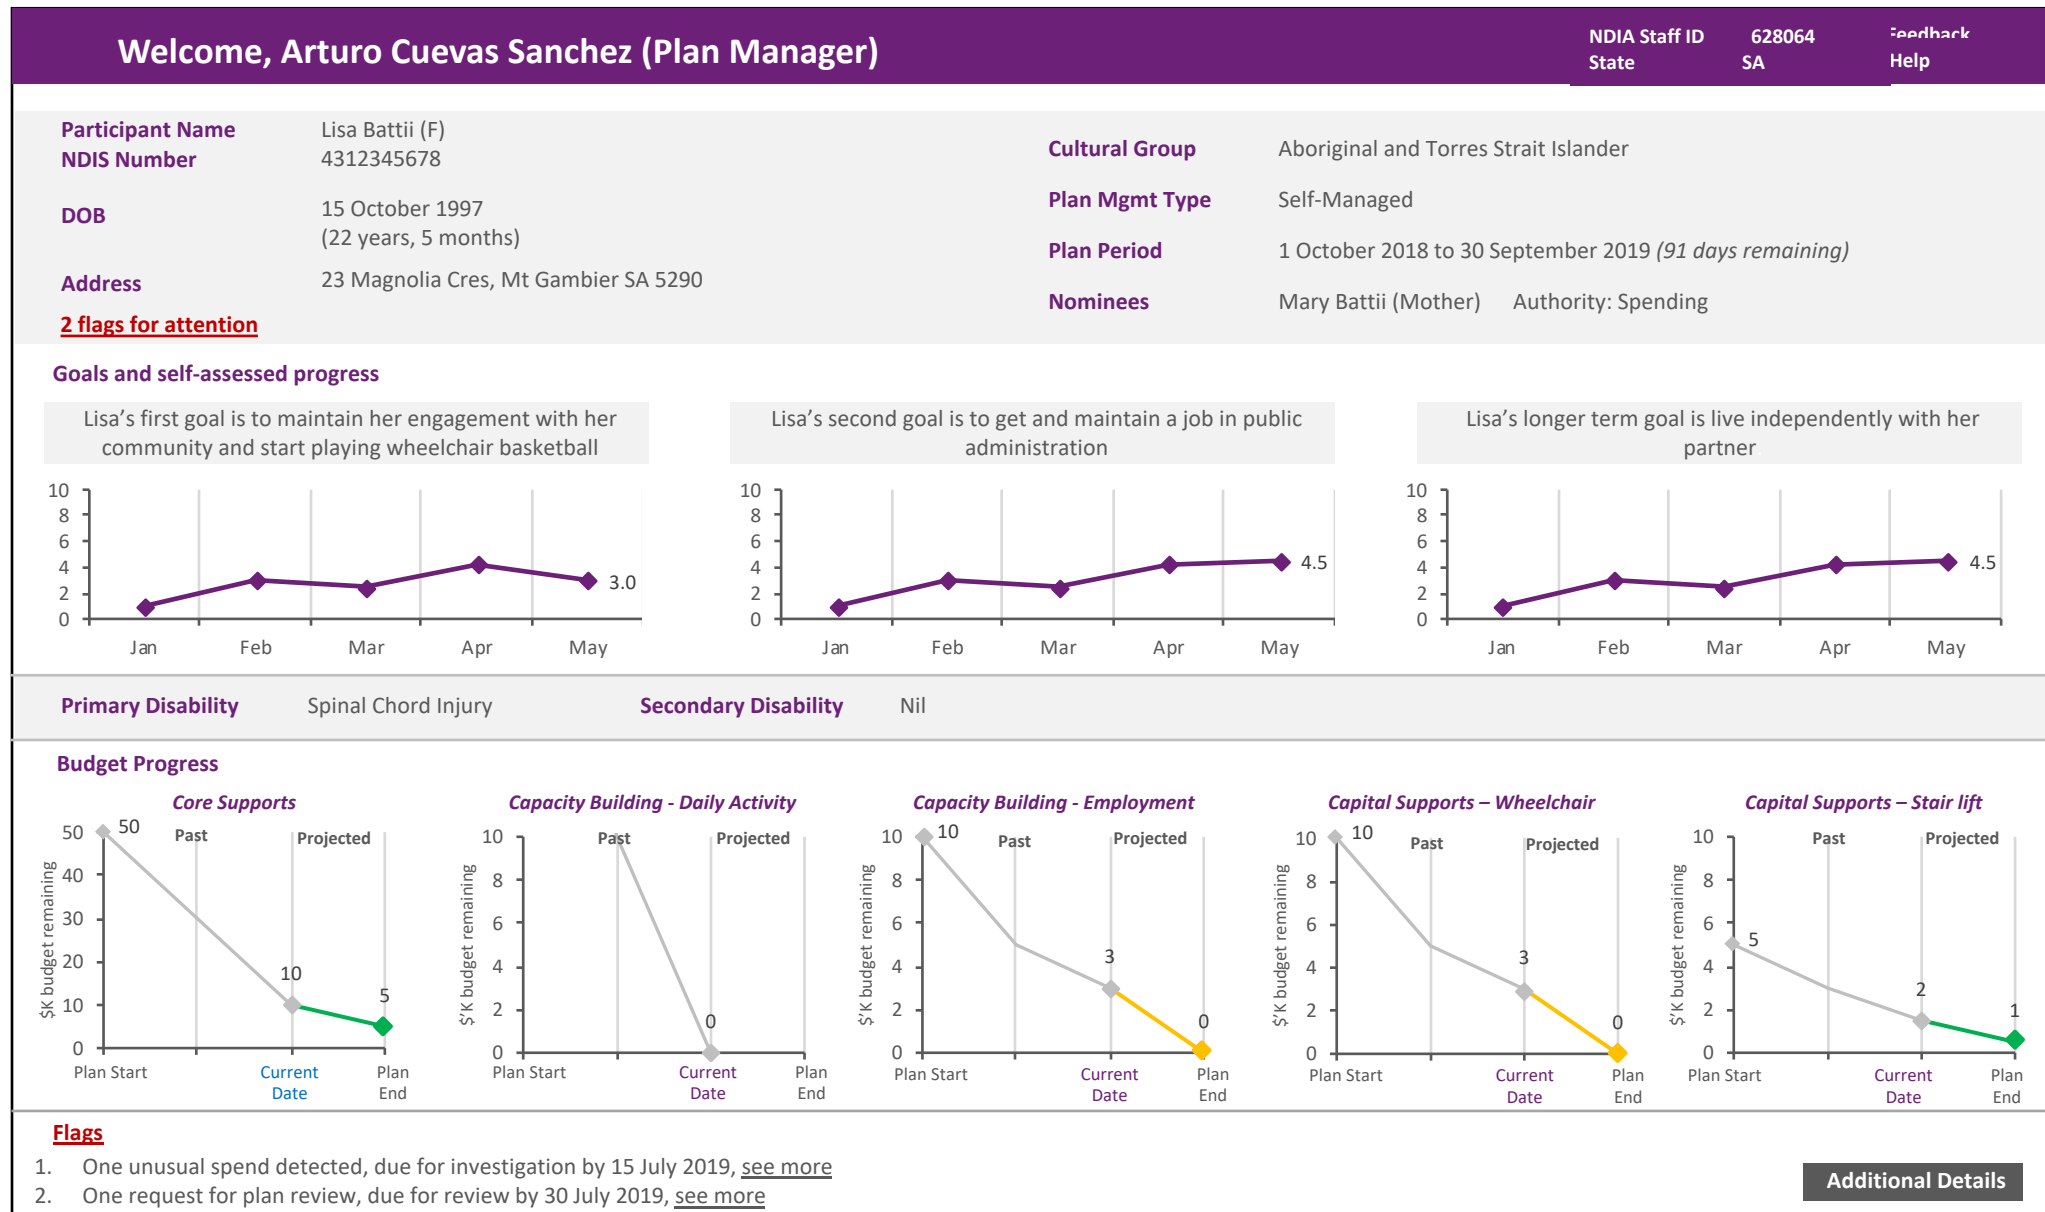 Welcome, Arturo Cuevas Sanchez (Plan Manager)
NDIA Staff ID 628064
State SA
Feedback
Help
Participant Name Lisa Battii (F)
NDIS Number 4312345678
DOB 15 October 1997
(22 years, 5 months)
Address 23 Magnolia Cres, Mt Gambier SA 5290
2 flags for attention
Cultural Group Aboriginal and Torres Strait Islander
Plan Mgmt Type Self-Managed
Plan Period 1 October 2018 to 30 September 2019 (91 days remaining)
Nominees Mary Battii (Mother) Authority: Spending
Goals and self-assessed progress
Lisa’s first goal is to maintain her engagement with her
community and start playing wheelchair basketball
10
8
6
4
2
0
3.0
Jan Feb Mar Apr May
Lisa’s second goal is to get and maintain a job in public
administration
10
8
6
4
2
0
4.5
Jan Feb Mar Apr May
Lisa’s longer term goal is live independently with her
partner
10
8
6
4
2
0
4.5
Jan Feb Mar Apr May
Primary Disability Spinal Chord Injury Secondary Disability Nil
Budget Progress
Core Supports
$K budget remaining
50
40
30
20
10
0
50
Past Projected
10
5
Plan Start Current Plan
Date End
Capacity Building - Daily Activity
$'K budget remaining
10
8
6
4
2
0
Past Projected
0
Plan Start Current Plan
Date End
Capacity Building - Employment
$'K budget remaining
10
8
6
4
2
0
10
Past Projected
3
0
Plan Start Current Plan
Date End
Capital Supports – Wheelchair
$'K budget remaining
10
8
6
4
2
0
10
Past Projected
3
0
Plan Start Current Plan
Date End
Capital Supports – Stair lift
$'K budget remaining
10
8
6
4
2
0
5
Past Projected
2
1
Plan Start Current Plan
Date End
Flags
1. One unusual spend detected, due for investigation by 15 July 2019, see more
2. One request for plan review, due for review by 30 July 2019, see more
Additional Details